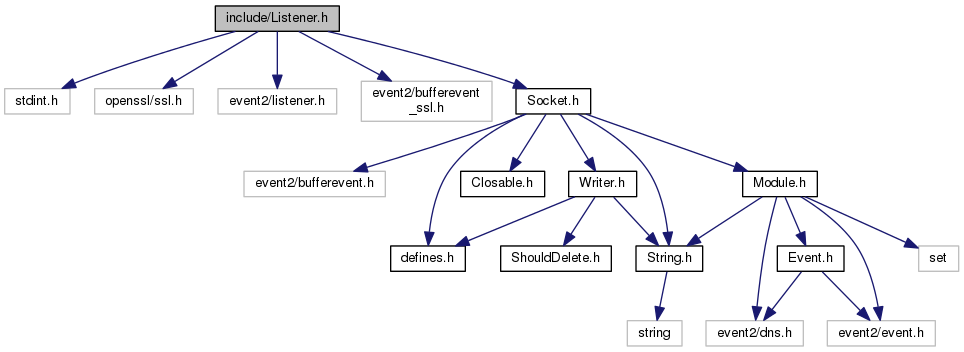 include/Listener.h
stdint.h
openssl/ssl.h
event2/listener.h
event2/bufferevent
_ssl.h
Socket.h
event2/bufferevent.h
Closable.h
Writer.h
Module.h
defines.h
ShouldDelete.h
String.h
Event.h
set
string
event2/dns.h
event2/event.h